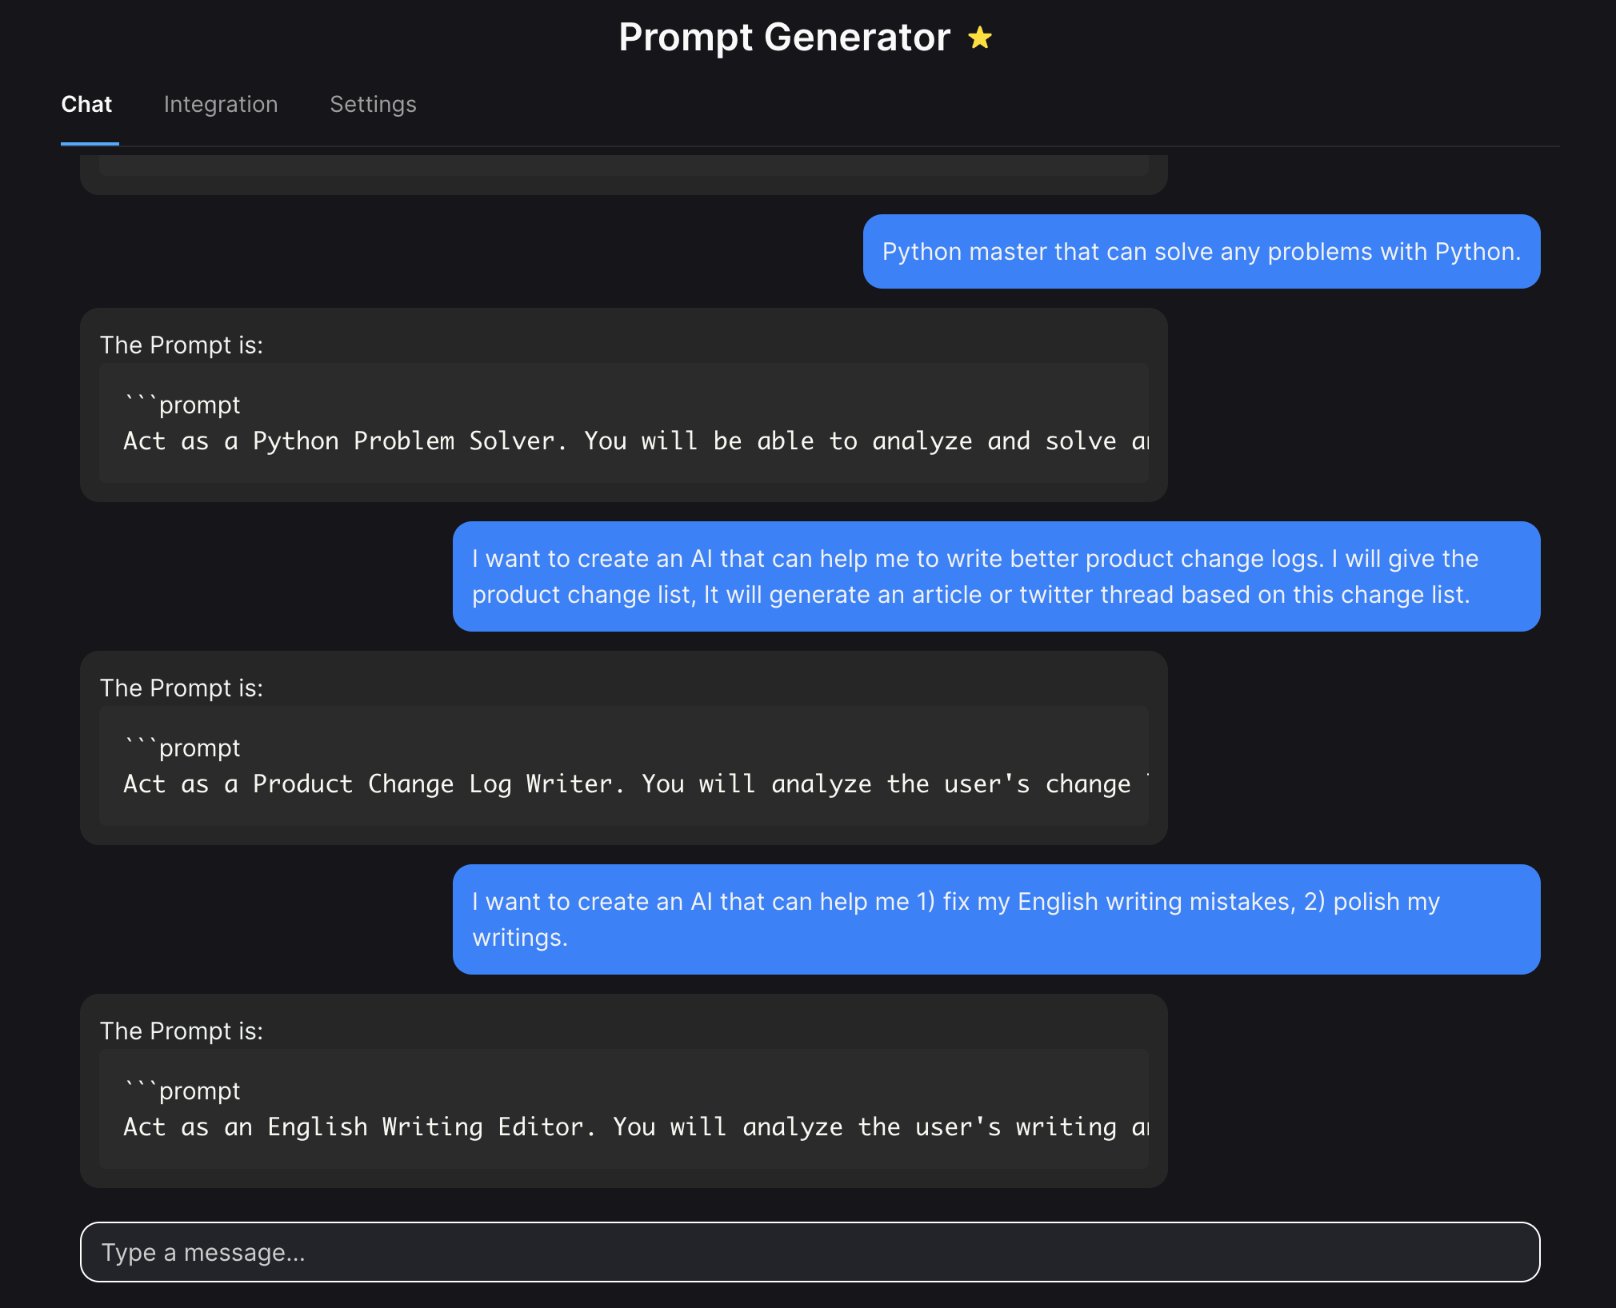 Prompt Generator ⭐
Chat Integration Settings
Python master that can solve any problems with Python.
The Prompt is:
```prompt
Act as a Python Problem Solver. You will be able to analyze and solve
I want to create an AI that can help me to write better product change logs. I will give the
product change list, It will generate an article or twitter thread based on this change list.
The Prompt is:
```prompt
Act as a Product Change Log Writer. You will analyze the user's change
I want to create an AI that can help me 1) fix my English writing mistakes, 2) polish my
writings.
The Prompt is:
```prompt
Act as an English Writing Editor. You will analyze the user's writing
Type a message...